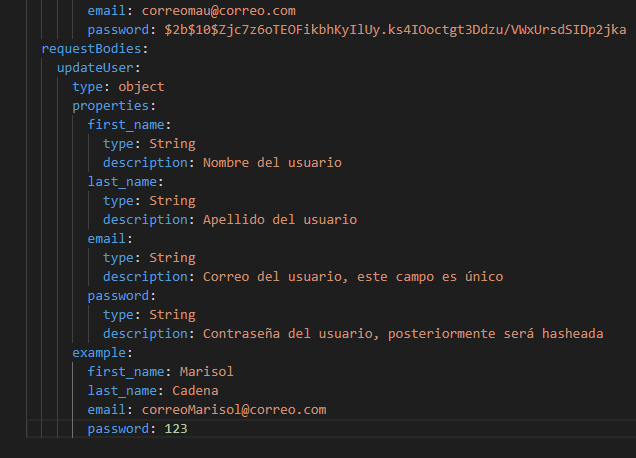 email: correomau@correo.com
password: $2b$10$Zjc7z6oTEOFikbhKyIlUy.ks4IOoctgt3Ddzu/VWxUrsdSIDp2jka
requestBodies:
updateUser:
type: object
properties:
first_name:
type: String
description: Nombre del usuario
last_name:
type: String
description: Apellido del usuario
email:
type: String
description: Correo del usuario, este campo es único
password:
type: String
description: Contraseña del usuario, posteriormente será hasheada
example:
first_name: Marisol
last_name: Cadena
email: correoMarisol@correo.com
password: 123